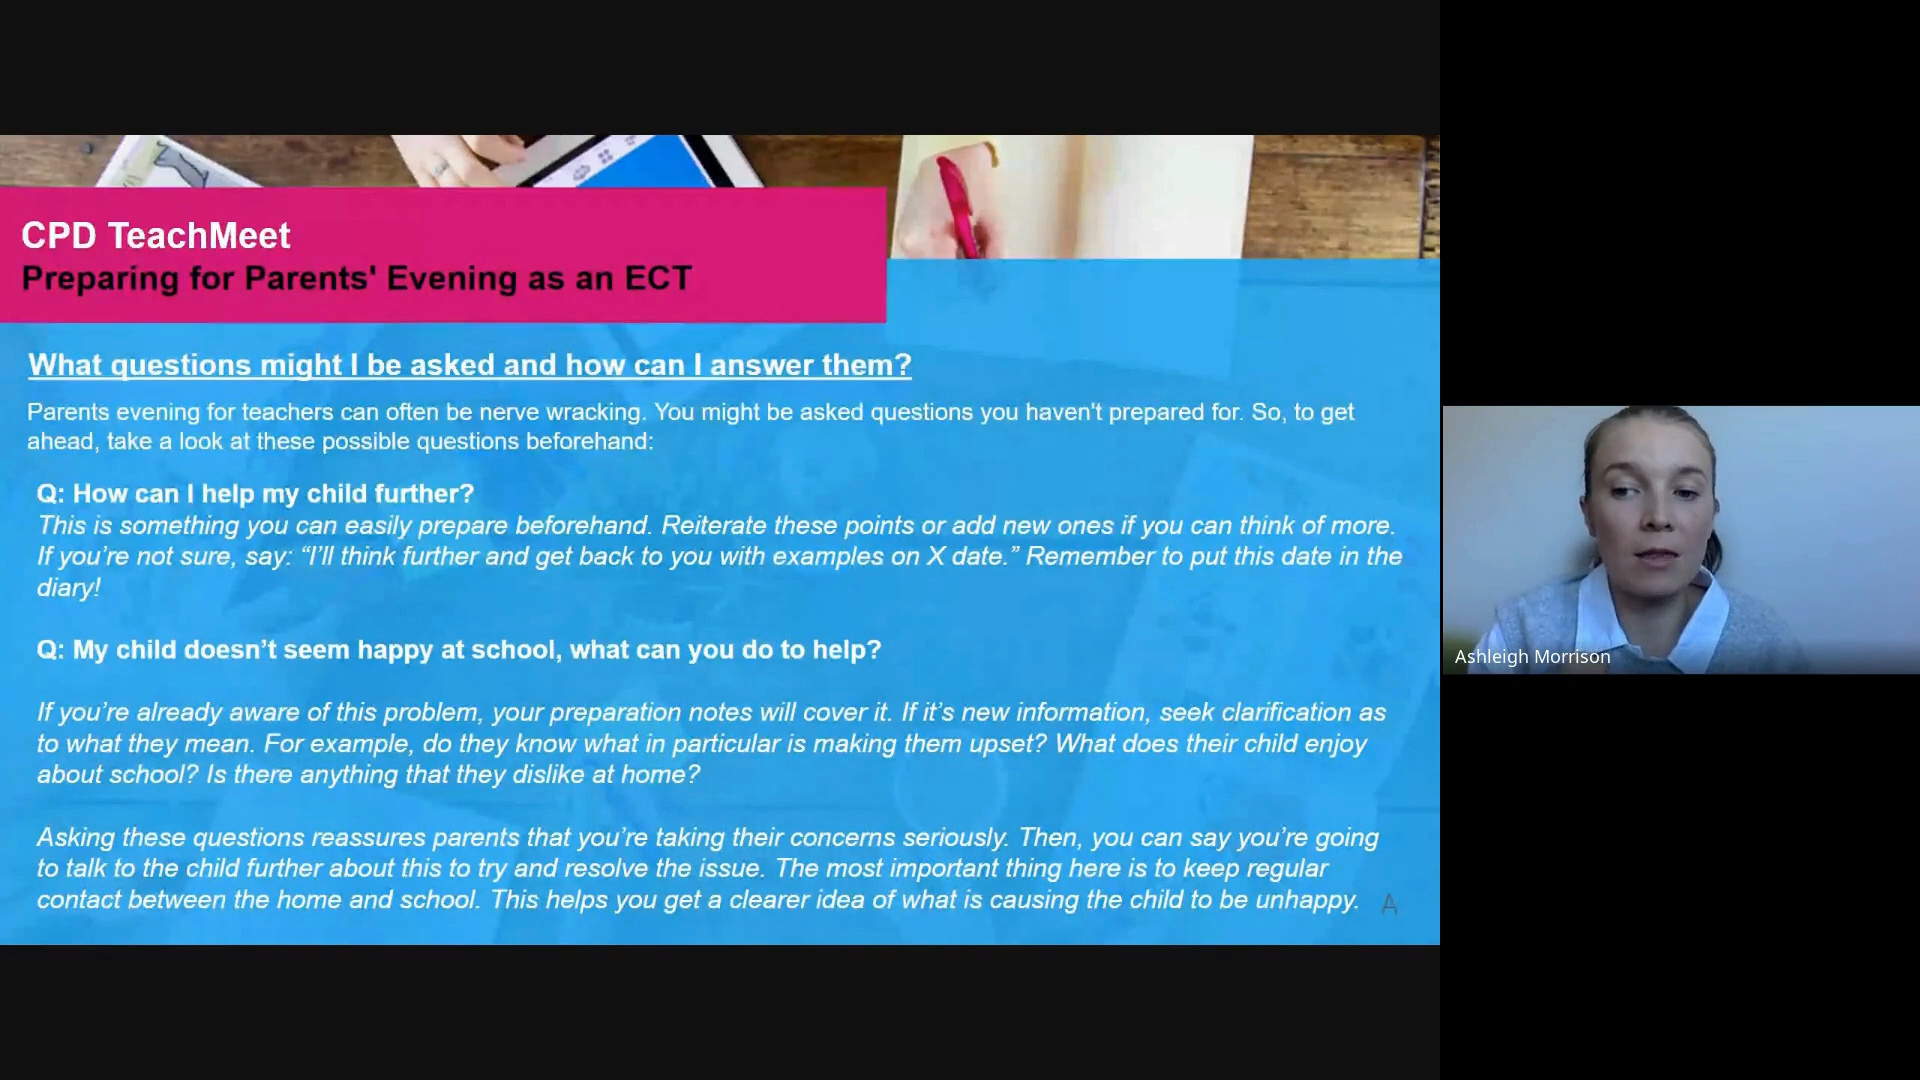 CPD TeachMeet
Preparing for Parents' Evening as an ECT
What questions might I be asked and how can I answer them?
Parents evening for teachers can often be nerve wracking. You might be asked questions you haven't prepared for. So, to get
ahead, take a look at these possible questions beforehand:
Q: How can I help my child further?
This is something you can easily prepare beforehand. Reiterate these points or add new ones if you can think of more.
If you’re not sure, say: “I’ll think further and get back to you with examples on X date.” Remember to put this date in the
diary!
Q: My child doesn’t seem happy at school, what can you do to help?
If you’re already aware of this problem, your preparation notes will cover it. If it’s new information, seek clarification as
to what they mean. For example, do they know what in particular is making them upset? What does their child enjoy
about school? Is there anything that they dislike at home?
Asking these questions reassures parents that you’re taking their concerns seriously. Then, you can say you’re going
to talk to the child further about this to try and resolve the issue. The most important thing here is to keep regular
contact between the home and school. This helps you get a clearer idea of what is causing the child to be unhappy.
A
Ashleigh Morrison